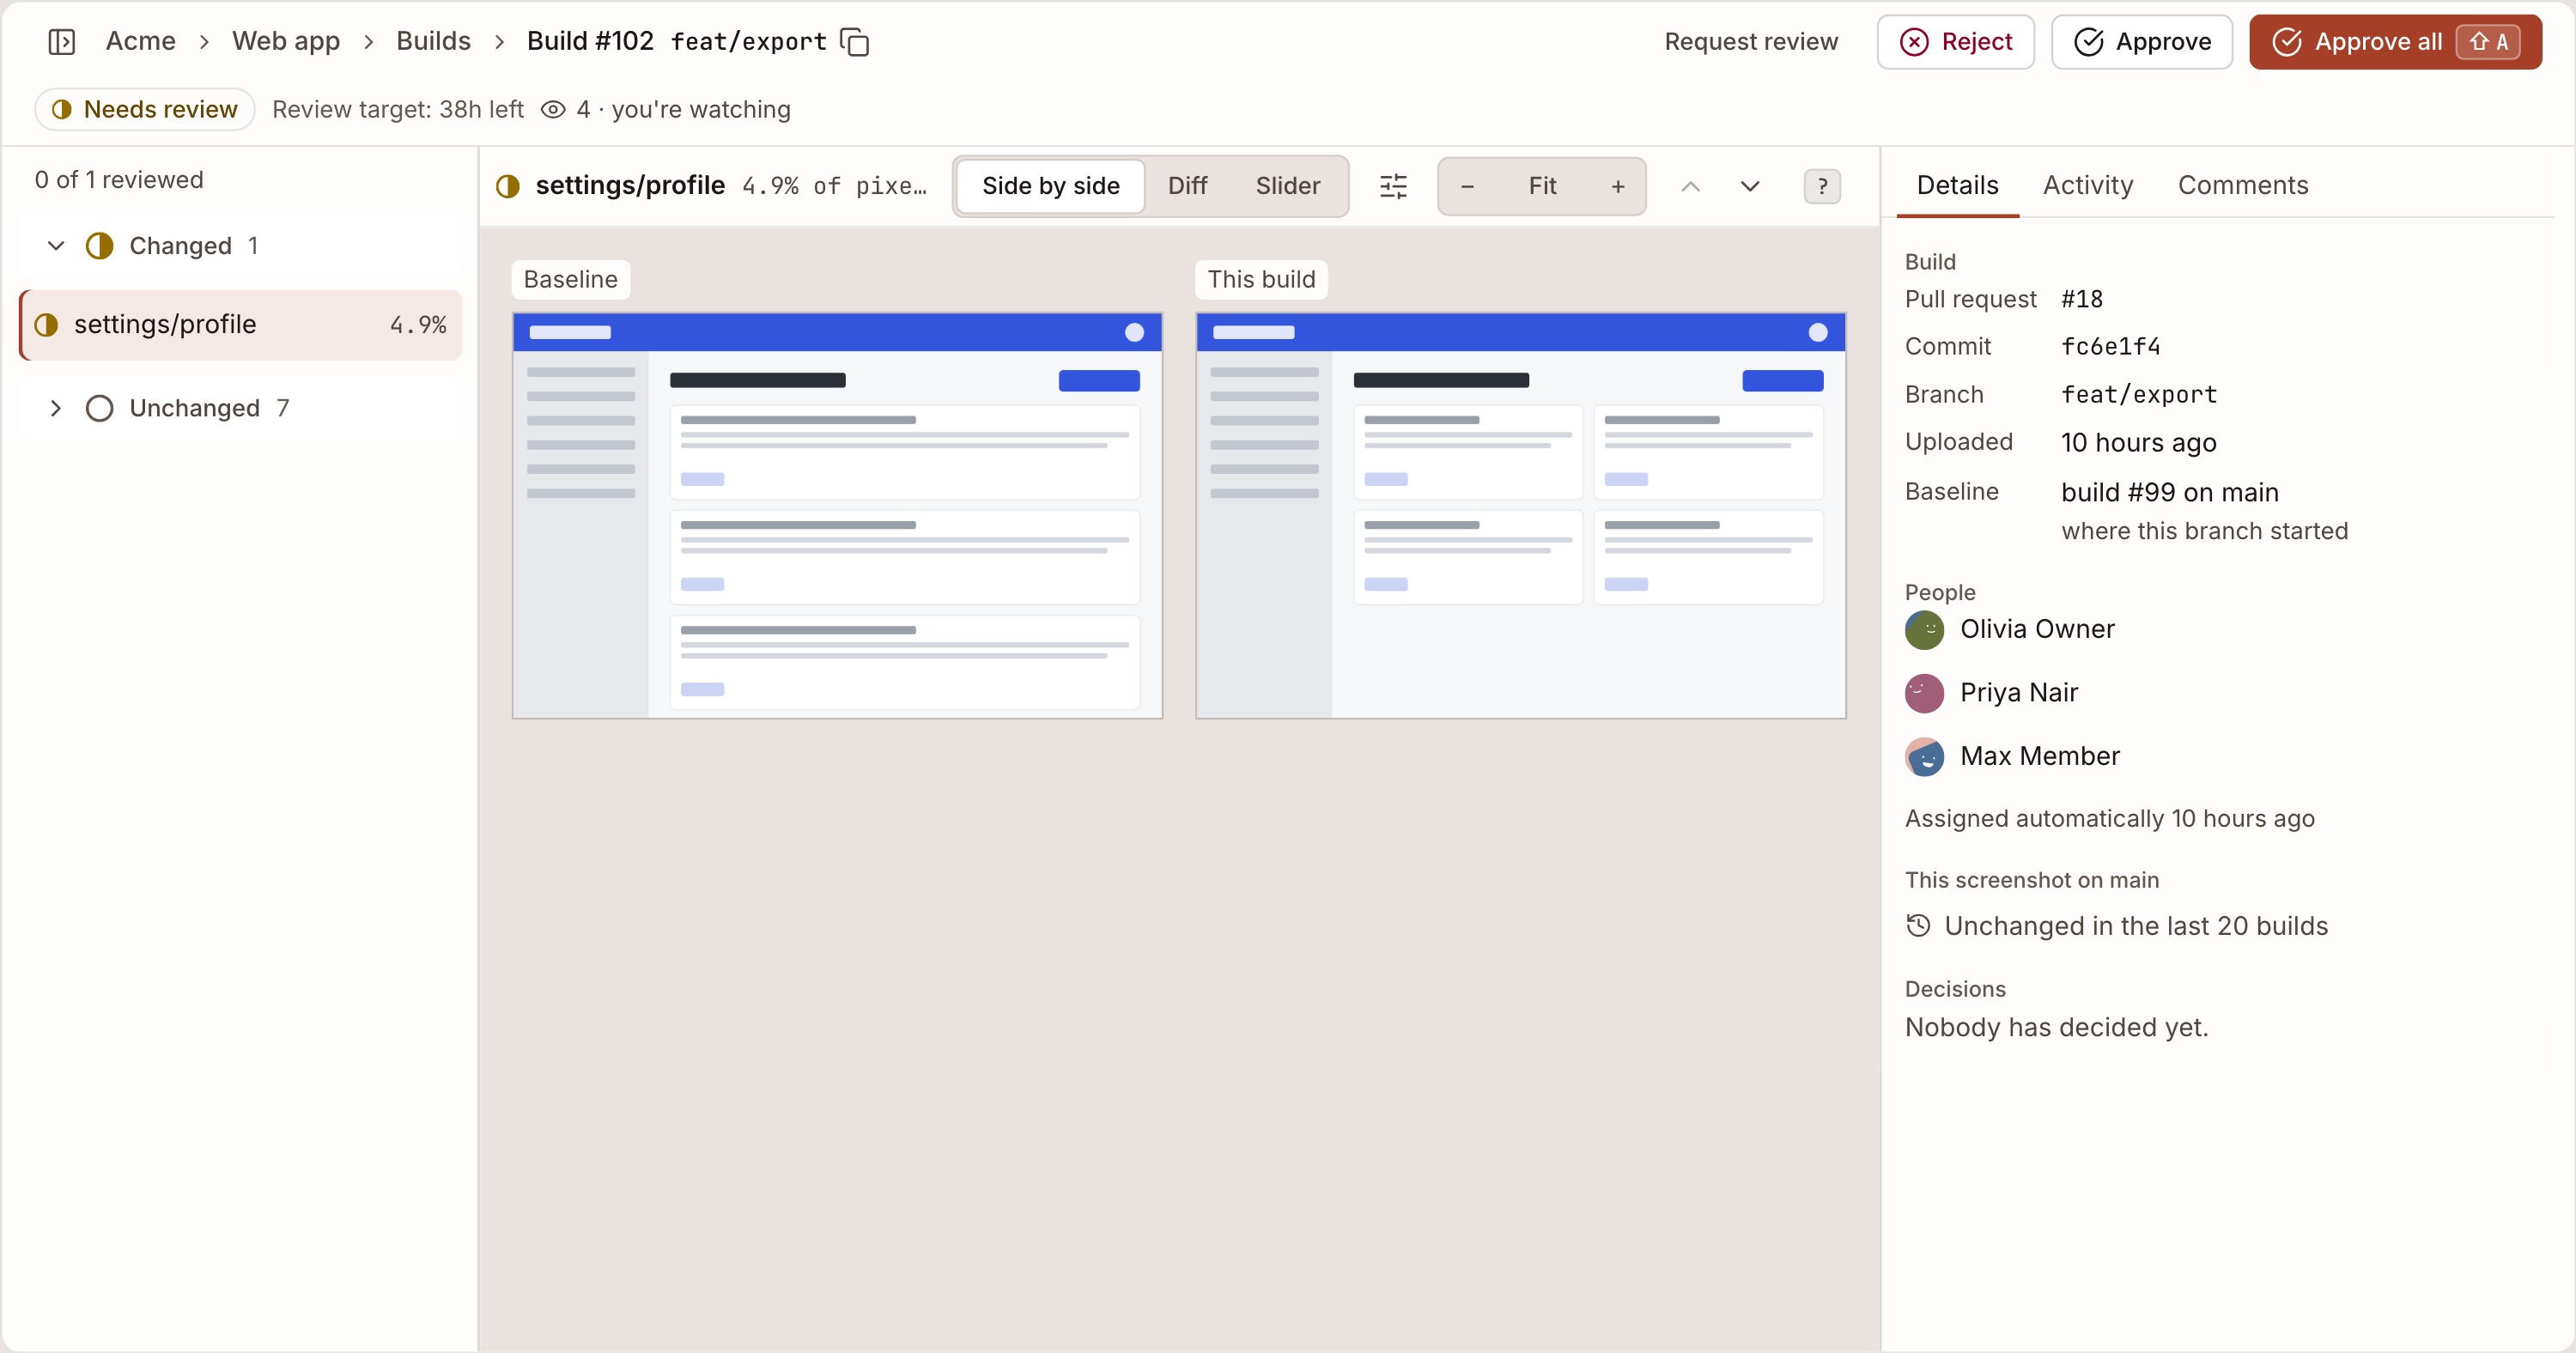 Acme > Web app > Builds > Build #102 feat/export
Request review
Reject
Approve
Approve all ⇧ A
Needs review
Review target: 38h left
4 · you're watching
0 of 1 reviewed
Changed 1
settings/profile 4.9%
Unchanged 7
settings/profile 4.9% of pixe…
Side by side
Diff
Slider
− Fit +
?
Baseline
This build
Details
Activity
Comments
Build
Pull request #18
Commit fc6e1f4
Branch feat/export
Uploaded 10 hours ago
Baseline build #99 on main
where this branch started
People
Olivia Owner
Priya Nair
Max Member
Assigned automatically 10 hours ago
This screenshot on main
Unchanged in the last 20 builds
Decisions
Nobody has decided yet.